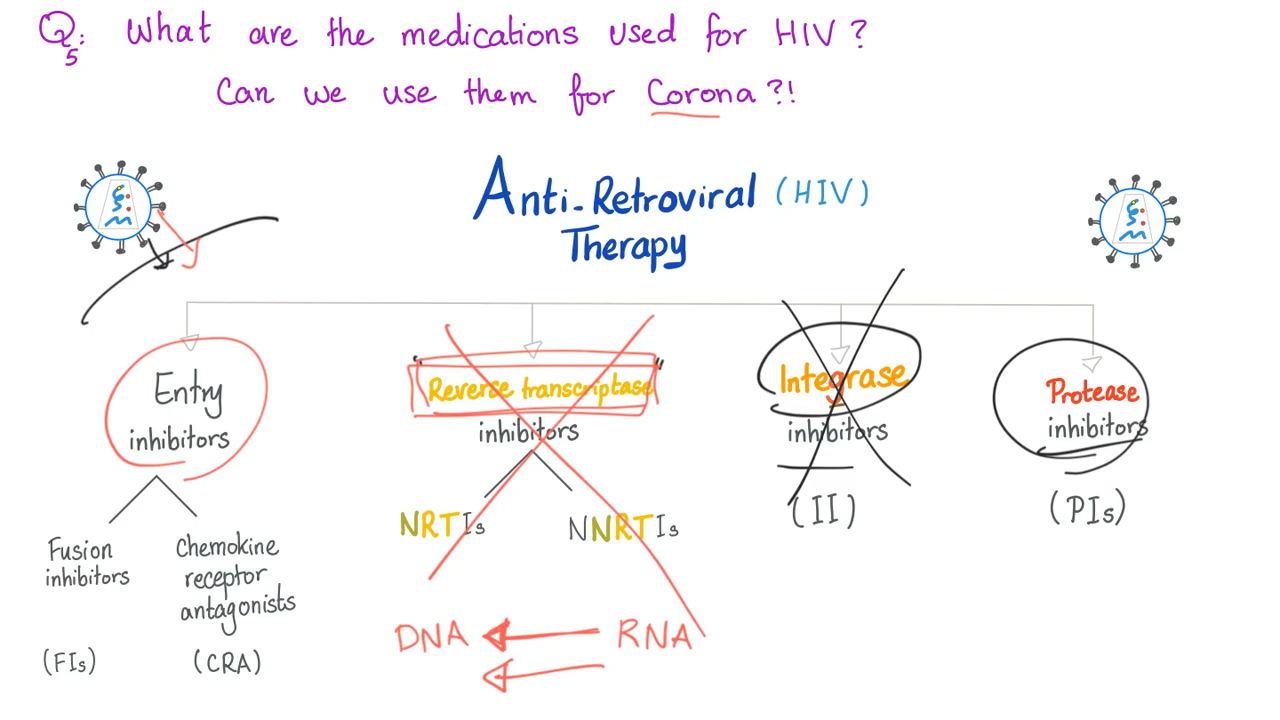 Q5: What are the medications used for HIV?
Can we use them for Corona?!
Anti-Retroviral (HIV)
Therapy
Entry
inhibitors
Fusion
inhibitors
(FIs)
Chemokine
receptor
antagonists
(CRA)
"Reverse transcriptase"
inhibitors
NRTIs
NNRTIs
DNA RNA
Integrase
inhibitors
(II)
Protease
inhibitors
(PIs)